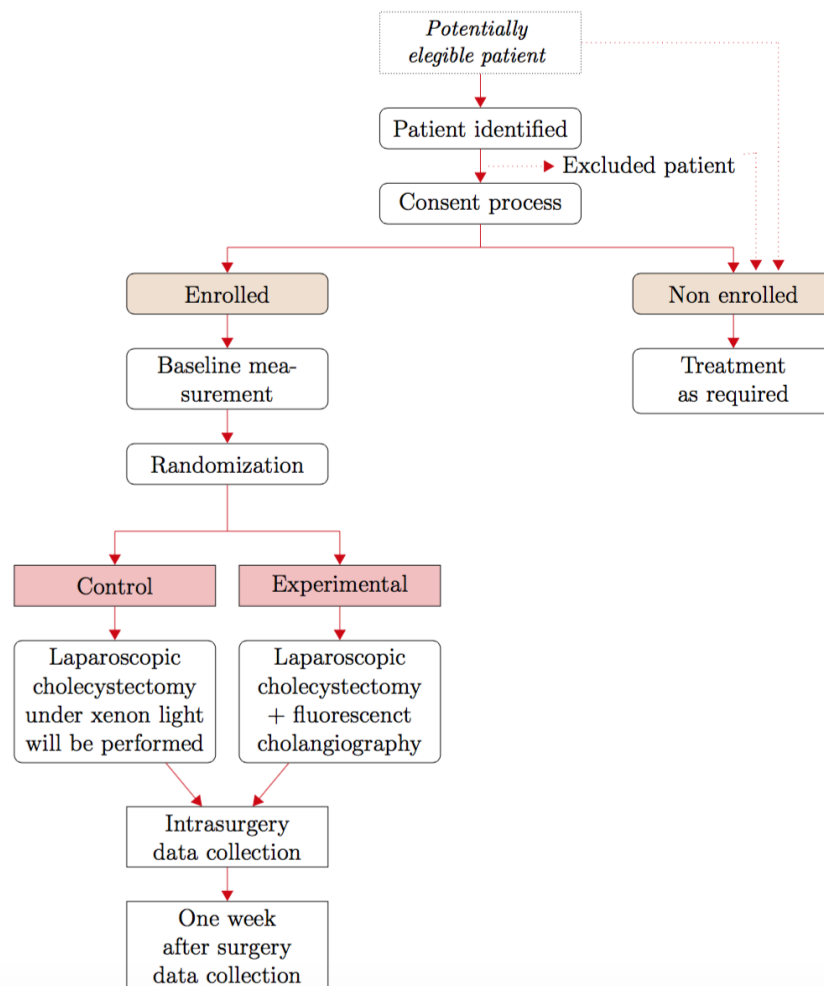 Potentially
elegible patient
Patient identified
Excluded patient
Consent process
Enrolled
Non enrolled
Baseline mea-
surement
Treatment
as required
Randomization
Control
Experimental
Laparoscopic
cholecystectomy
under xenon light
will be performed
Laparoscopic
cholecystectomy
+ fluorescenct
cholangiography
Intrasurgery
data collection
One week
after surgery
data collection